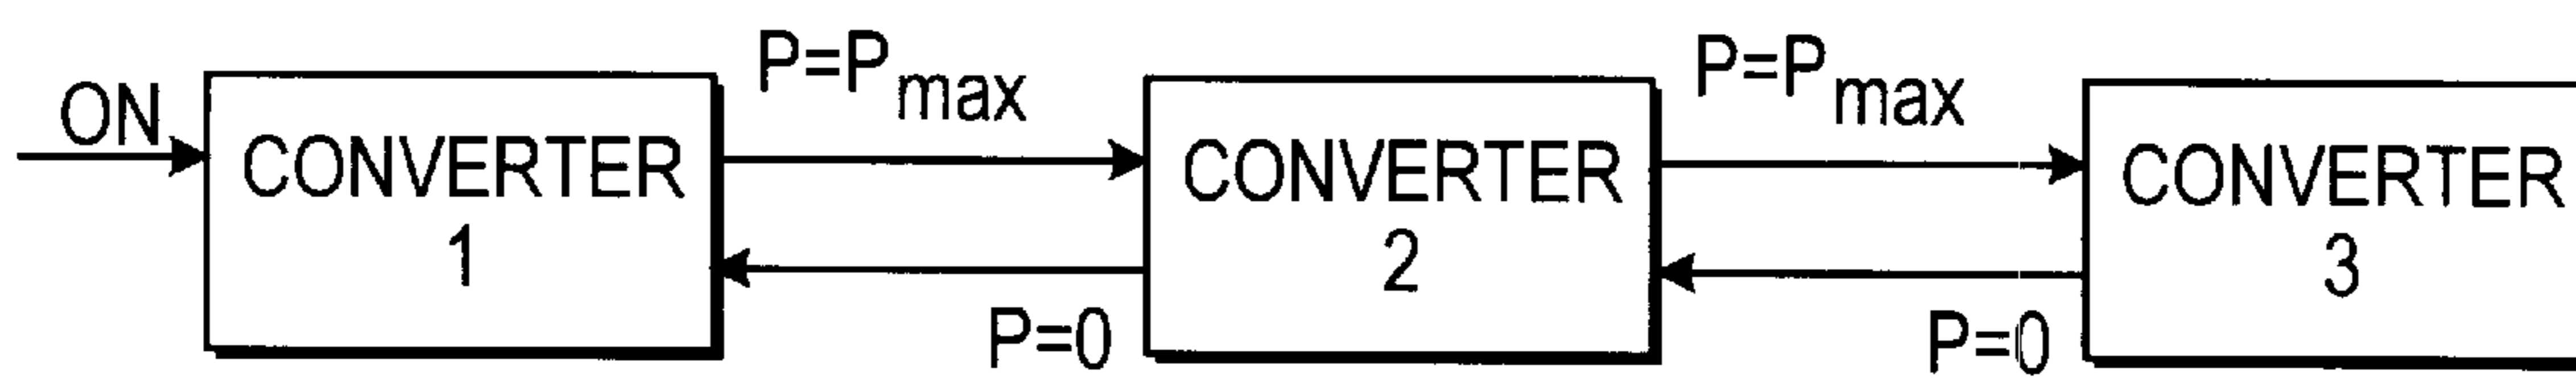 ON
CONVERTER
1
P=Pmax
P=0
CONVERTER
2
P=Pmax
P=0
CONVERTER
3